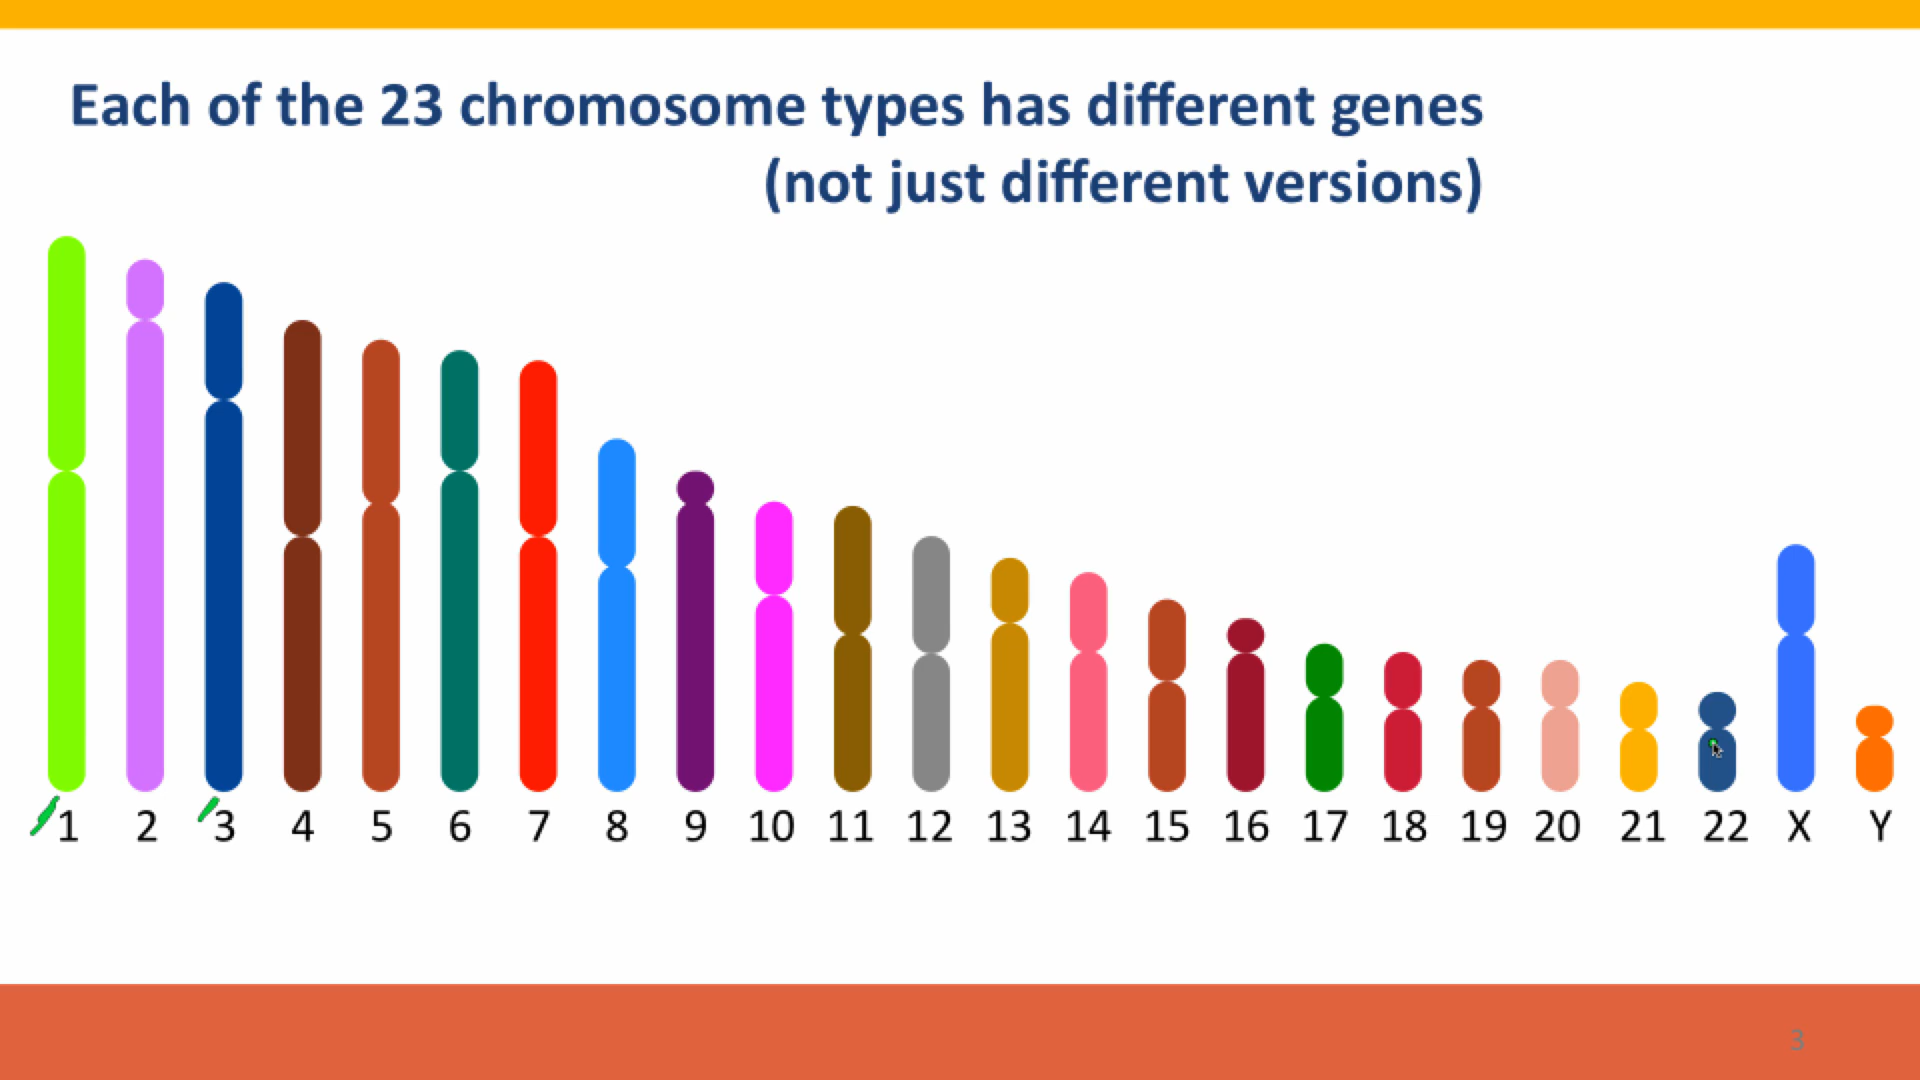 Each of the 23 chromosome types has different genes
(not just different versions)
1 2 3 4 5 6 7 8 9 10 11 12 13 14 15 16 17 18 19 20 21 22 X Y
3